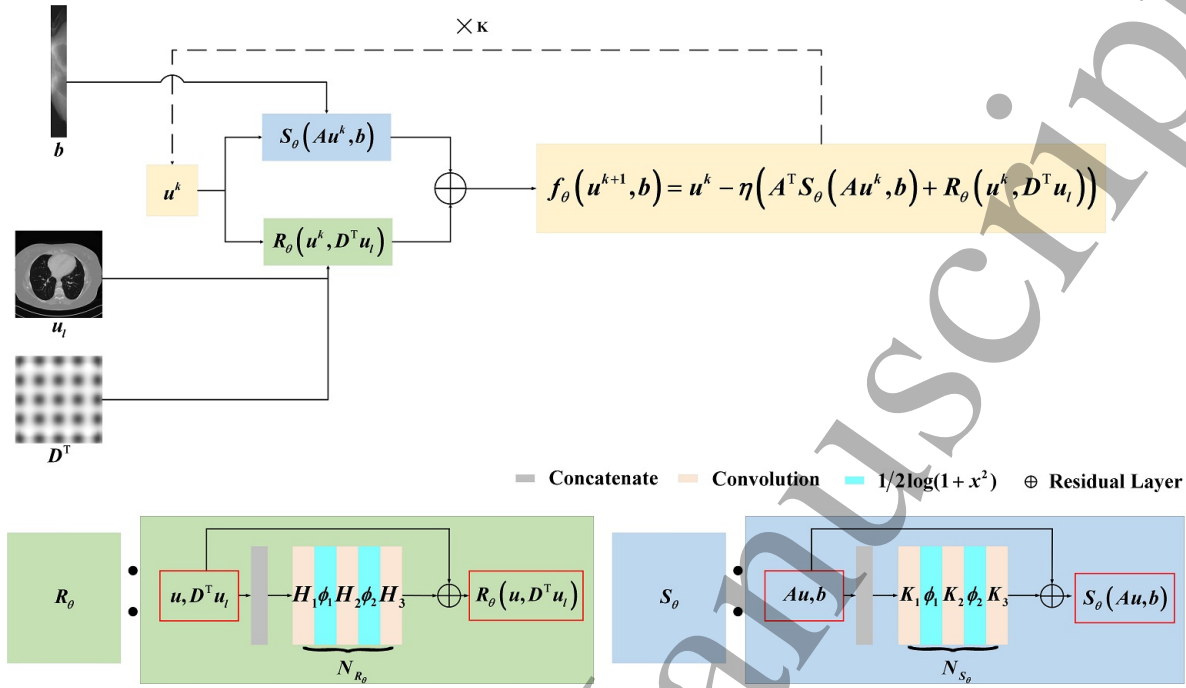 × K
b
S_θ(Au^k, b)
u^k
f_θ(u^{k+1}, b) = u^k − η(A^T S_θ(Au^k, b) + R_θ(u^k, D^T u_l))
R_θ(u^k, D^T u_l)
u_l
D^T
Concatenate Convolution 1/2log(1 + x²) ⊕ Residual Layer
R_θ : u, D^T u_l H_1 ϕ_1 H_2 ϕ_2 H_3 R_θ(u, D^T u_l)
N_{R_θ}
S_θ : Au, b K_1 ϕ_1 K_2 ϕ_2 K_3 S_θ(Au, b)
N_{S_θ}
anuscrip